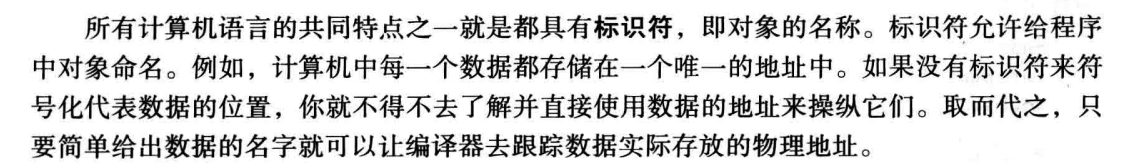 所有计算机语言的共同特点之一就是都具有标识符，即对象的名称。标识符允许给程序
中对象命名。例如，计算机中每一个数据都存储在一个唯一的地址中。如果没有标识符来符
号化代表数据的位置，你就不得不去了解并直接使用数据的地址来操纵它们。取而代之，只
要简单给出数据的名字就可以让编译器去跟踪数据实际存放的物理地址。